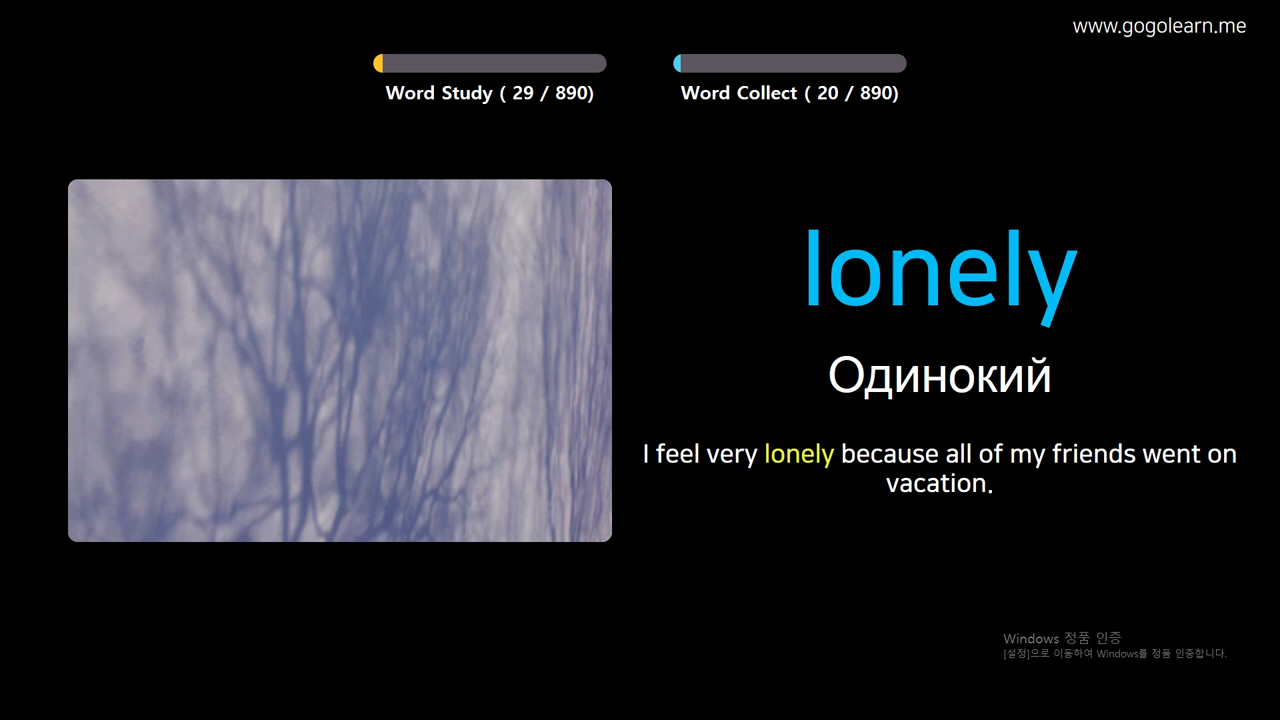 www.gogolearn.me
Word Study ( 29 / 890)
Word Collect ( 20 / 890)
lonely
Одинокий
I feel very lonely because all of my friends went on
vacation.
Windows 정품 인증
[설정]으로 이동하여 Windows를 정품 인증합니다.